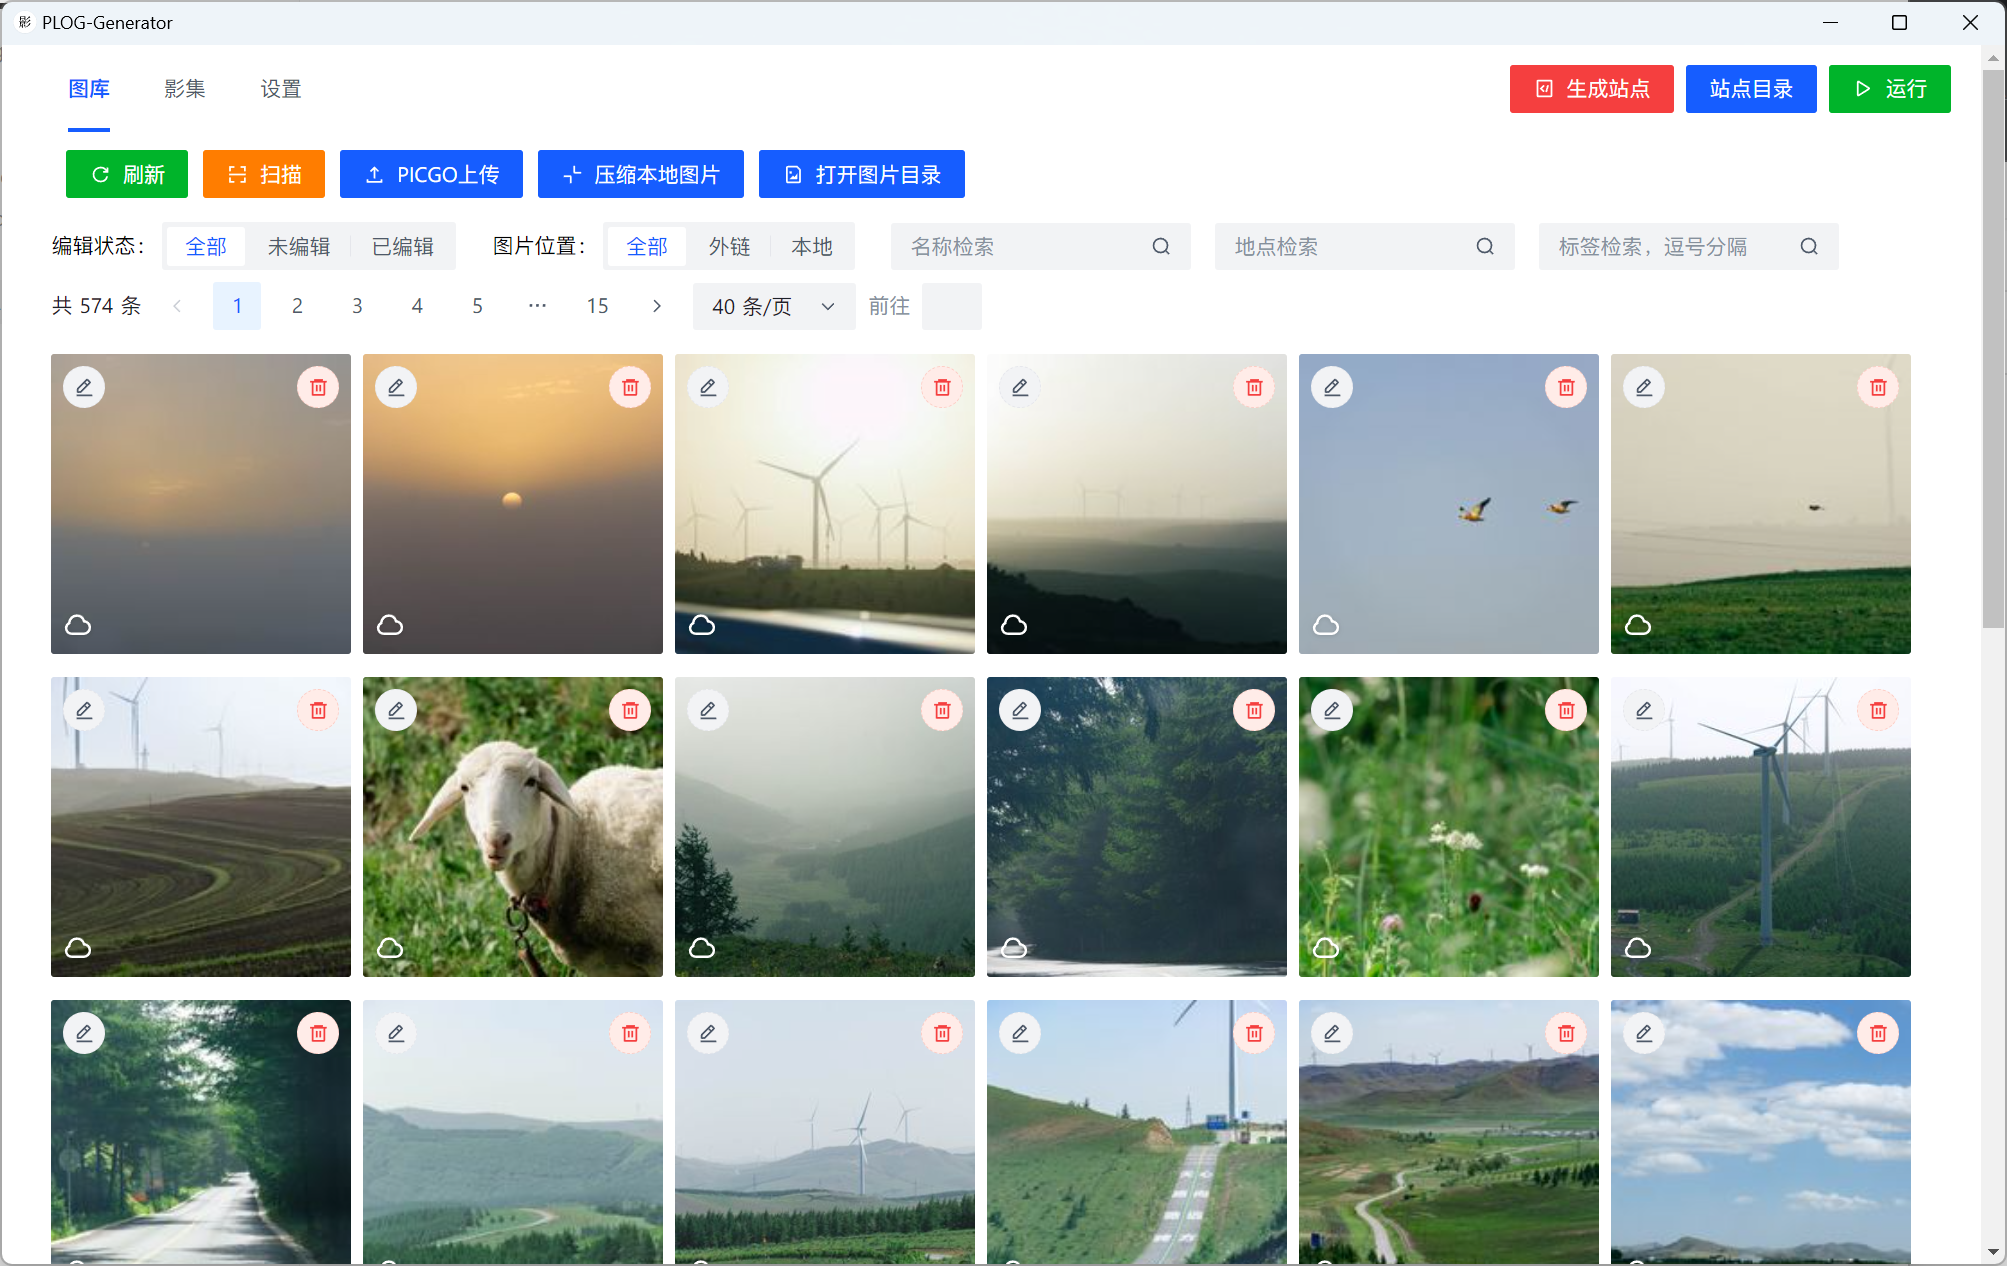 影 PLOG-Generator
图库 影集 设置 生成站点 站点目录 运行
刷新 扫描 PICGO上传 压缩本地图片 打开图片目录
编辑状态： 全部 未编辑 已编辑 图片位置： 全部 外链 本地 名称检索 地点检索 标签检索，逗号分隔
共 574 条 1 2 3 4 5 ··· 15 40 条/页 前往